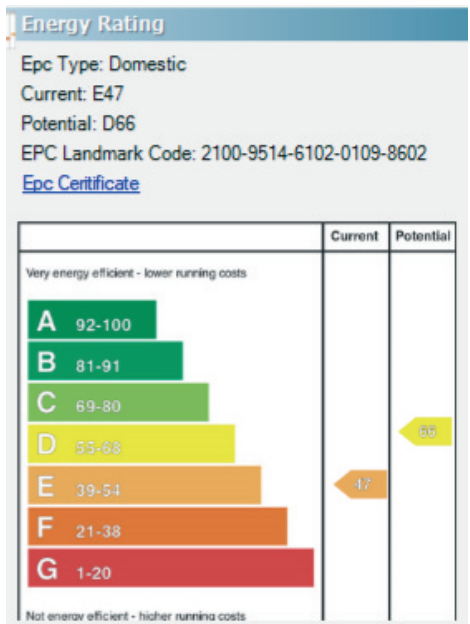 Energy Rating
Epc Type: Domestic
Current: E47
Potential: D66
EPC Landmark Code: 2100-9514-6102-0109-8602
Epc Ceritificate
Current Potential
Very energy efficient - lower running costs
A 92-100
B 81-91
C 69-80
D 55-68
66
E 39-54
47
F 21-38
G 1-20
Not energy efficient - higher running costs